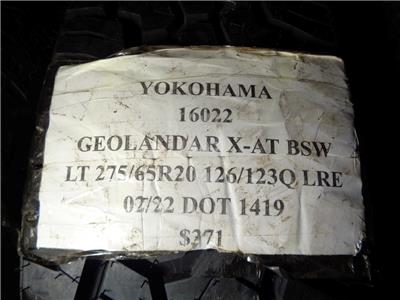 YOKOHAMA
16022
GEOLANDAR X-AT BSW
LT 275/65R20 126/123Q LRE
02/22 DOT 1419
$371